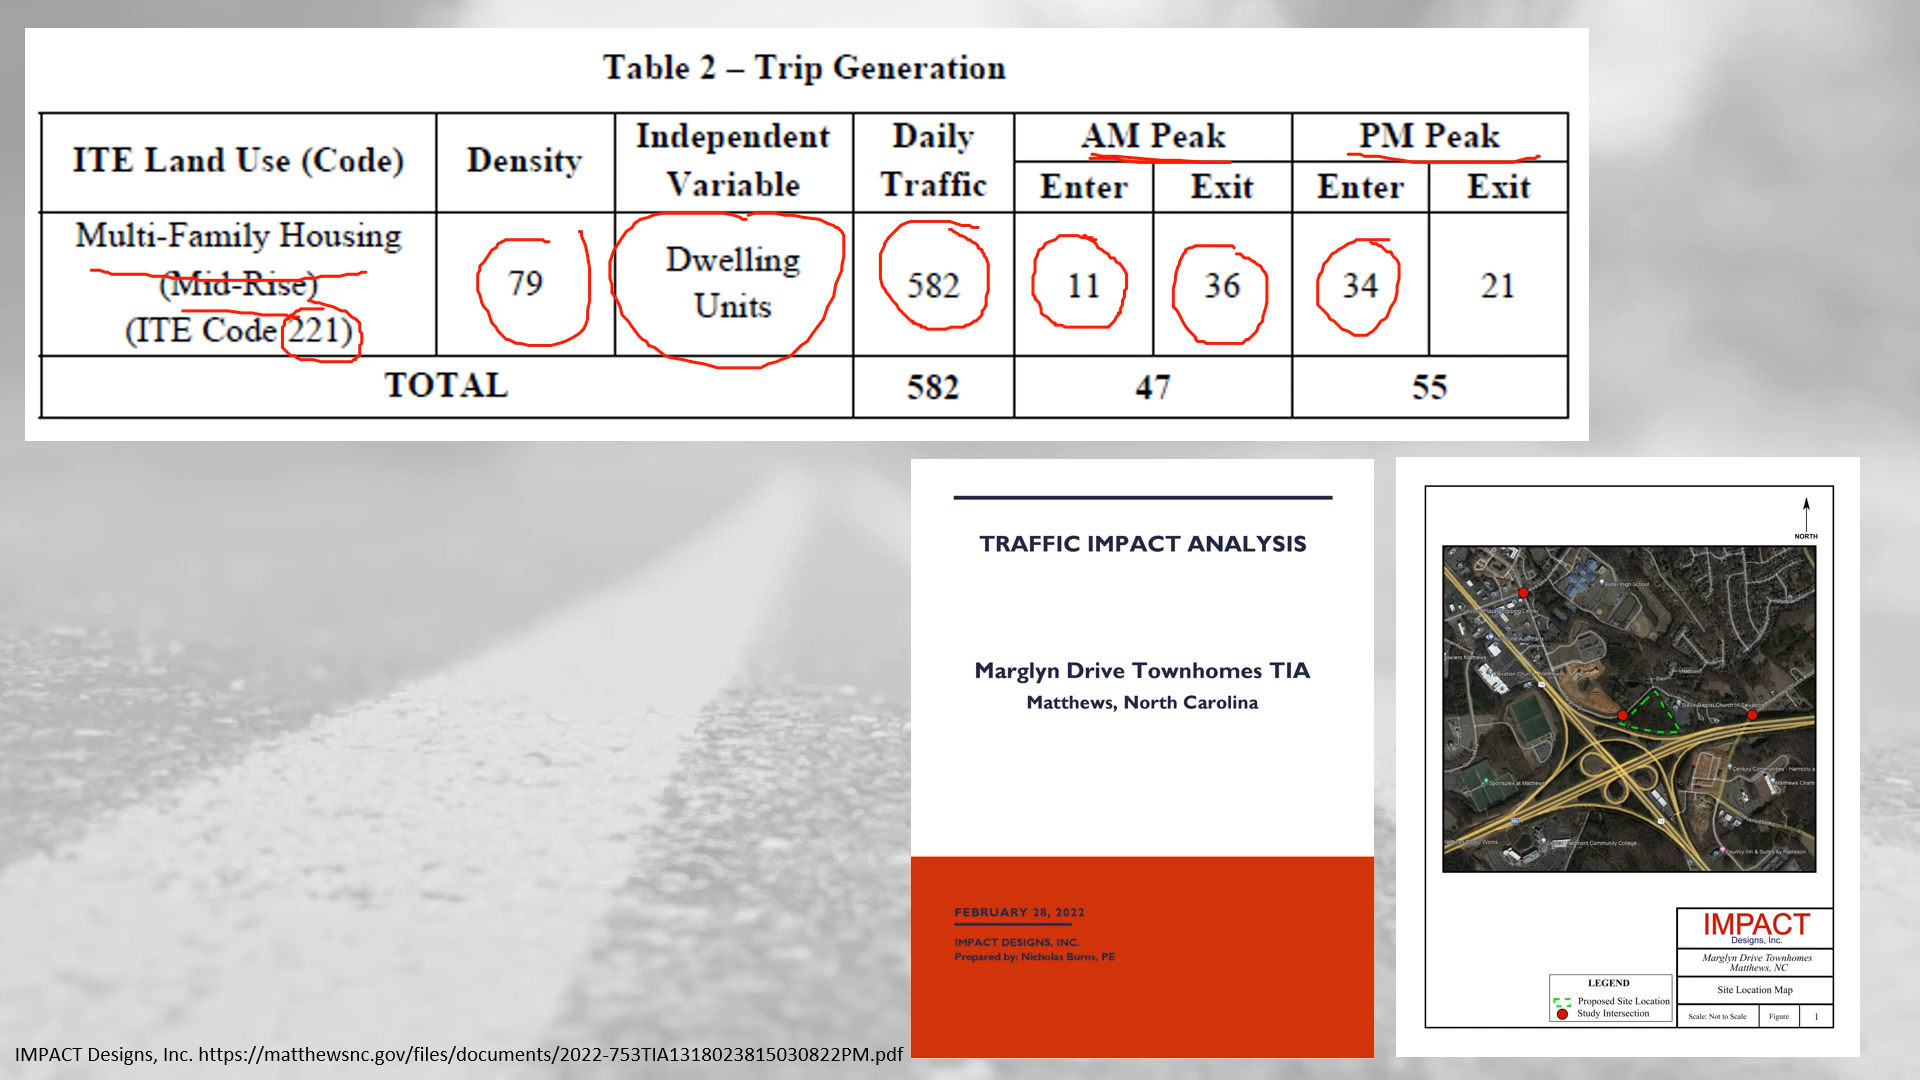 Table 2 – Trip Generation
ITE Land Use (Code)
Density
Independent
Variable
Daily
Traffic
AM Peak
PM Peak
Enter
Exit
Enter
Exit
Multi-Family Housing
(Mid-Rise)
(ITE Code 221)
79
Dwelling
Units
582
11
36
34
21
TOTAL
582
47
55
TRAFFIC IMPACT ANALYSIS
Marglyn Drive Townhomes TIA
Matthews, North Carolina
FEBRUARY 28, 2022
IMPACT DESIGNS, INC.
Prepared by: Nicholas Burns, PE
NORTH
IMPACT
Designs, Inc.
Marglyn Drive Townhomes
Matthews, NC
Site Location Map
Scale: Not to Scale
Figure
1
LEGEND
Proposed Site Location
Study Intersection
IMPACT Designs, Inc. https://matthewsnc.gov/files/documents/2022-753TIA1318023815030822PM.pdf